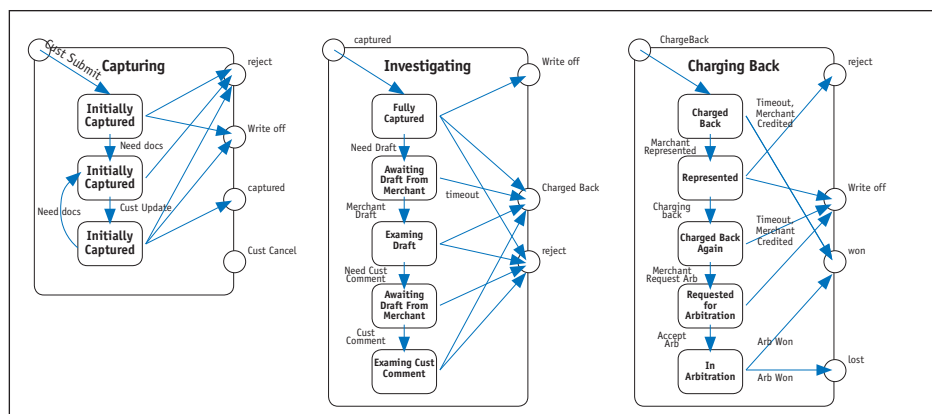 Cust Submit
Capturing
Initially
Captured
Need docs
Initially
Captured
Need docs
Cust Update
Initially
Captured
reject
Write off
captured
Cust Cancel
captured
Investigating
Fully
Captured
Need Draft
Awaiting
Draft From
Merchant
timeout
Merchant
Draft
Examing
Draft
Need Cust
Comment
Awaiting
Draft From
Merchant
Cust
Comment
Examing Cust
Comment
Write off
Charged Back
reject
ChargeBack
Charging Back
Charged
Back
Timeout,
Merchant
Credited
Marchant
Represented
Represented
Charging
back
Charged Back
Again
Timeout,
Merchant
Credited
Merchant
Request Arb
Requested
for
Arbitration
Accept
Arb
Arb Won
In
Arbitration
Arb Won
reject
Write off
won
lost